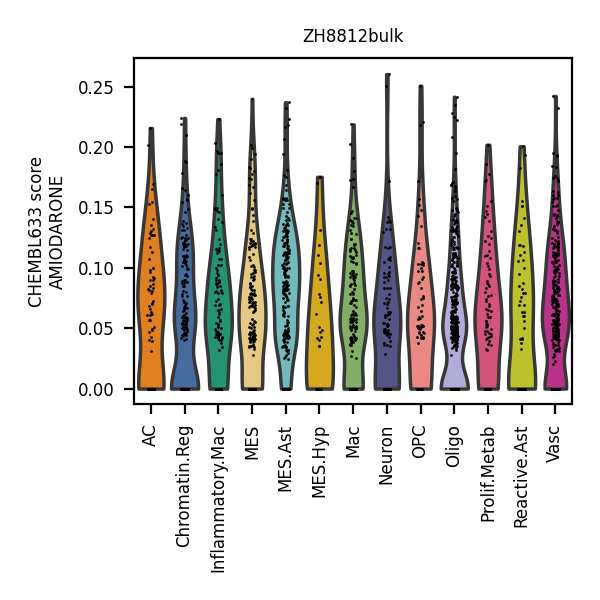 ZH8812bulk
CHEMBL633 score
AMIODARONE
0.25
0.20
0.15
0.10
0.05
0.00
AC
Chromatin.Reg
Inflammatory.Mac
MES
MES.Ast
MES.Hyp
Mac
Neuron
OPC
Oligo
Prolif.Metab
Reactive.Ast
Vasc